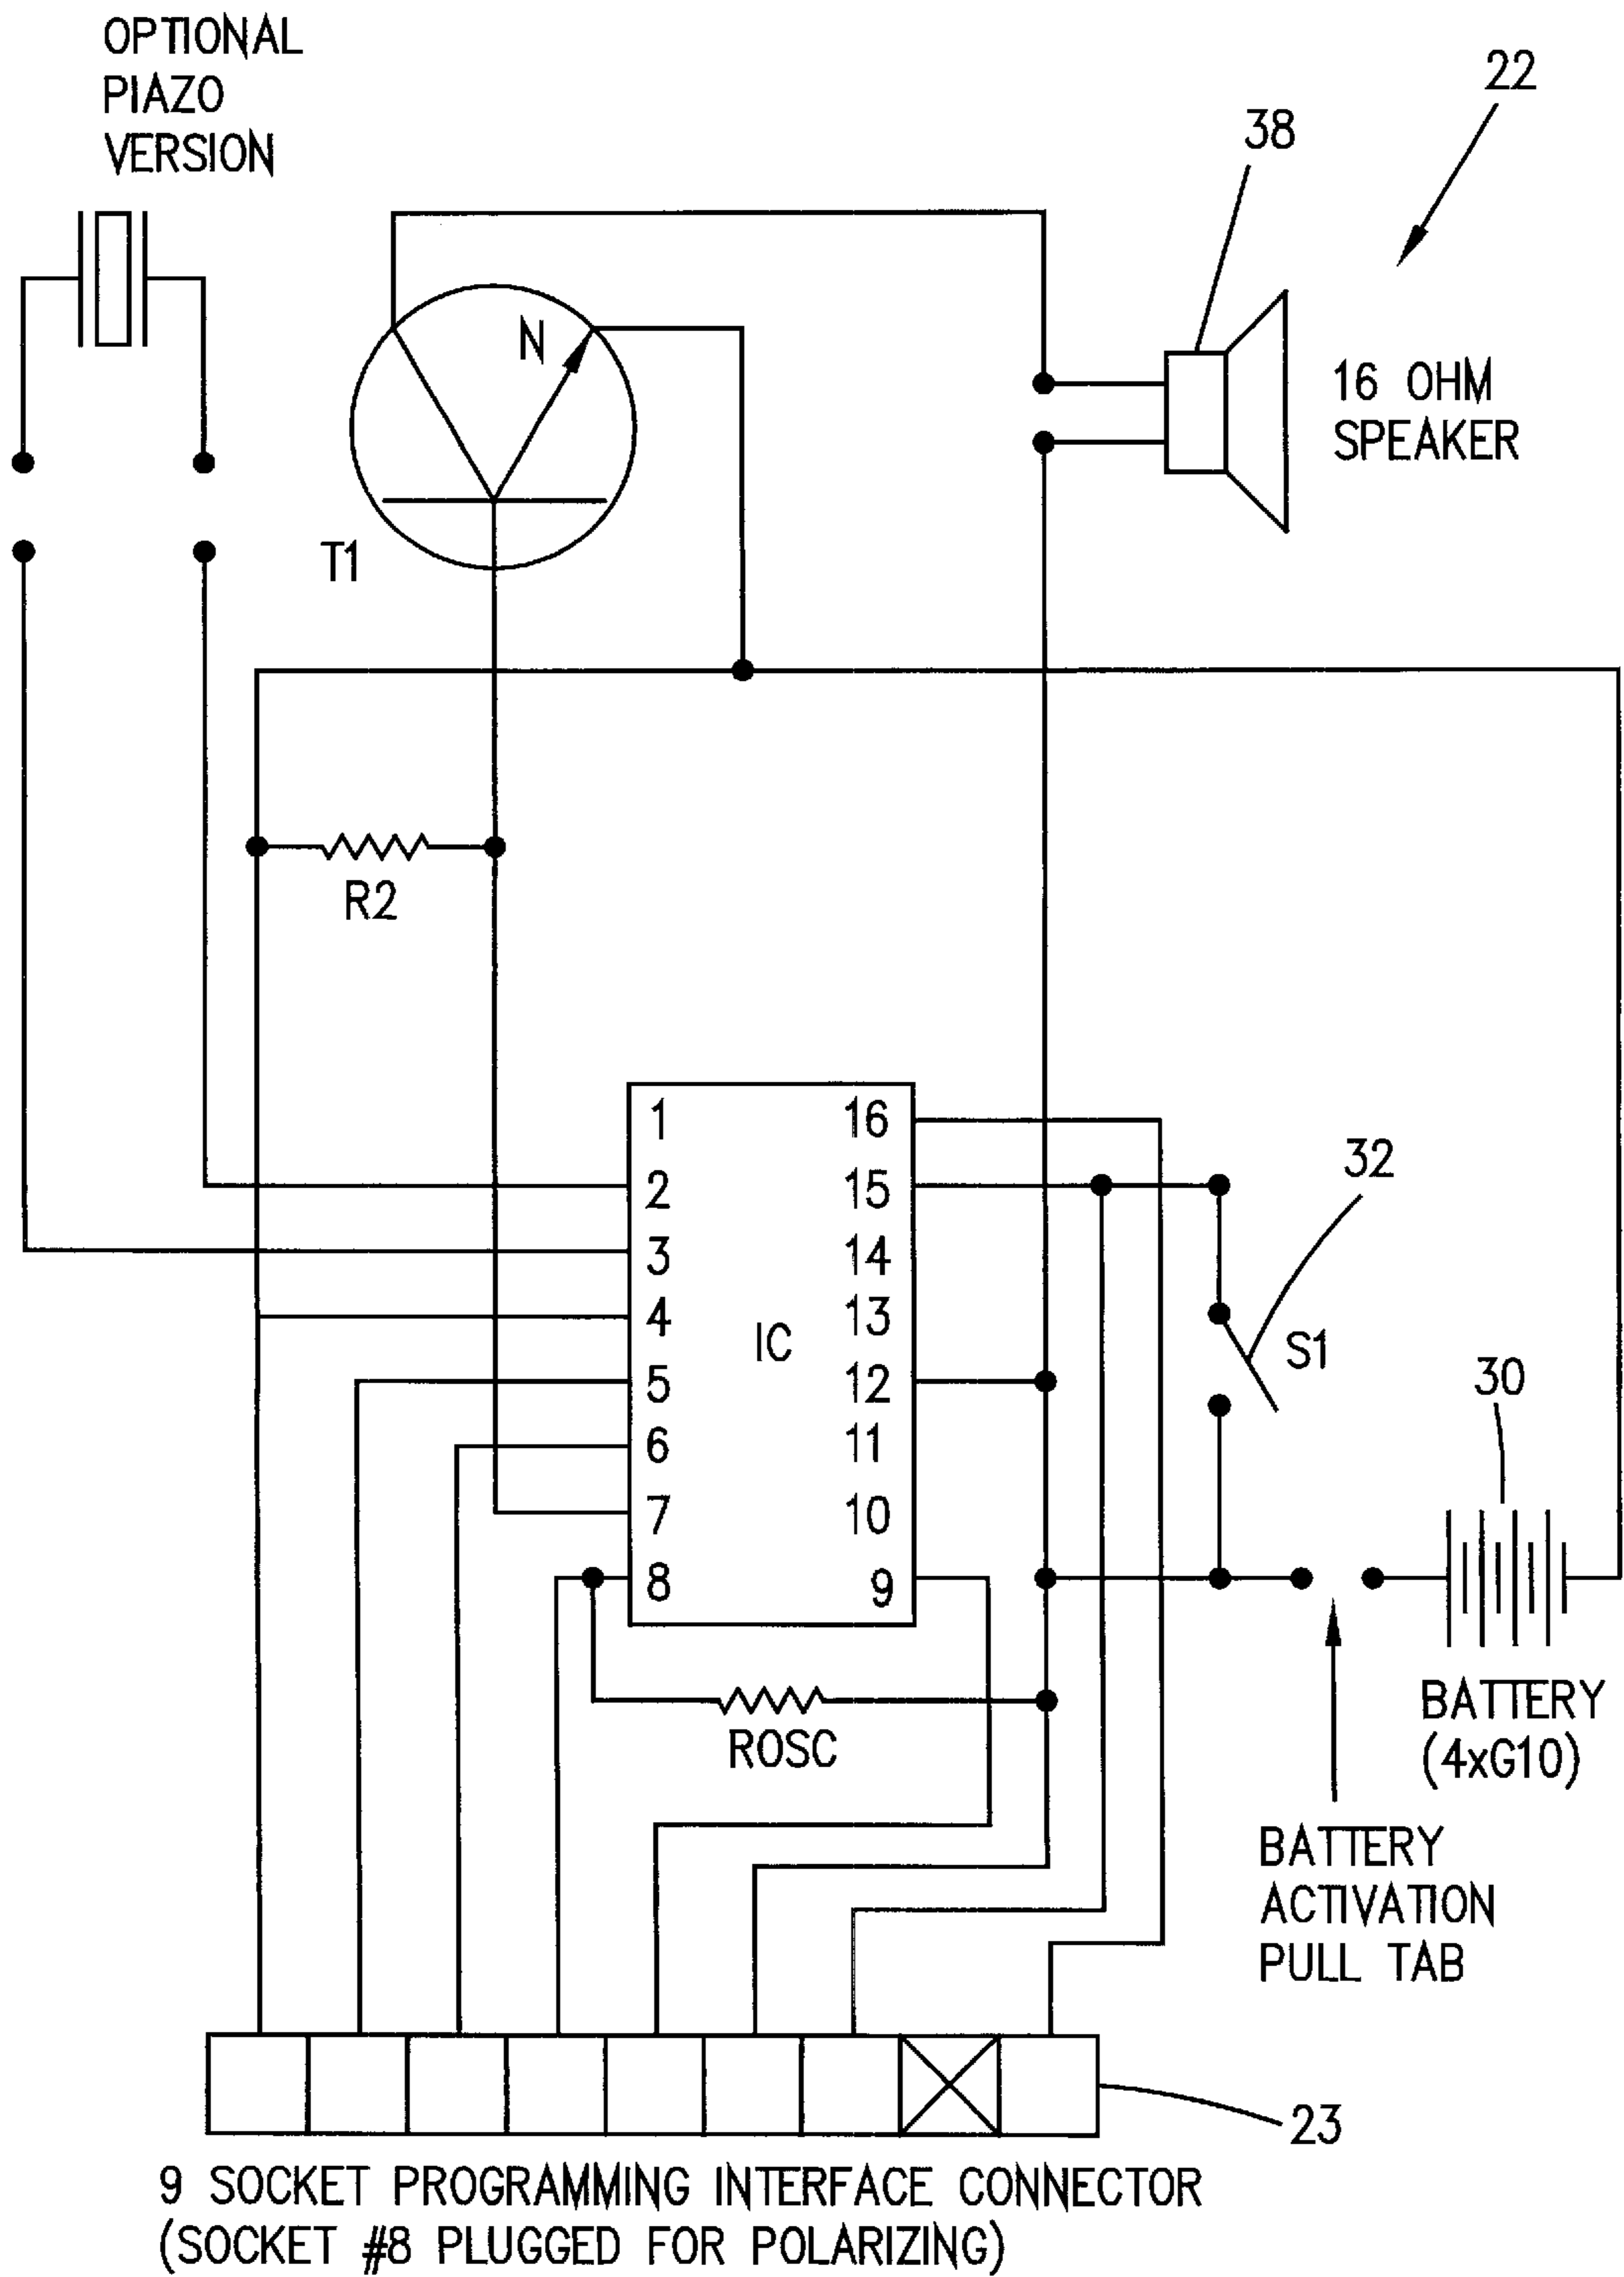 OPTIONAL
PIAZO
VERSION
22
38
N
16 OHM
SPEAKER
T1
R2
1 16
2 15
3 14
4 13
IC
5 12
6 11
7 10
8 9
32
S1
30
ROSC
BATTERY
(4xG10)
BATTERY
ACTIVATION
PULL TAB
23
9 SOCKET PROGRAMMING INTERFACE CONNECTOR
(SOCKET #8 PLUGGED FOR POLARIZING)